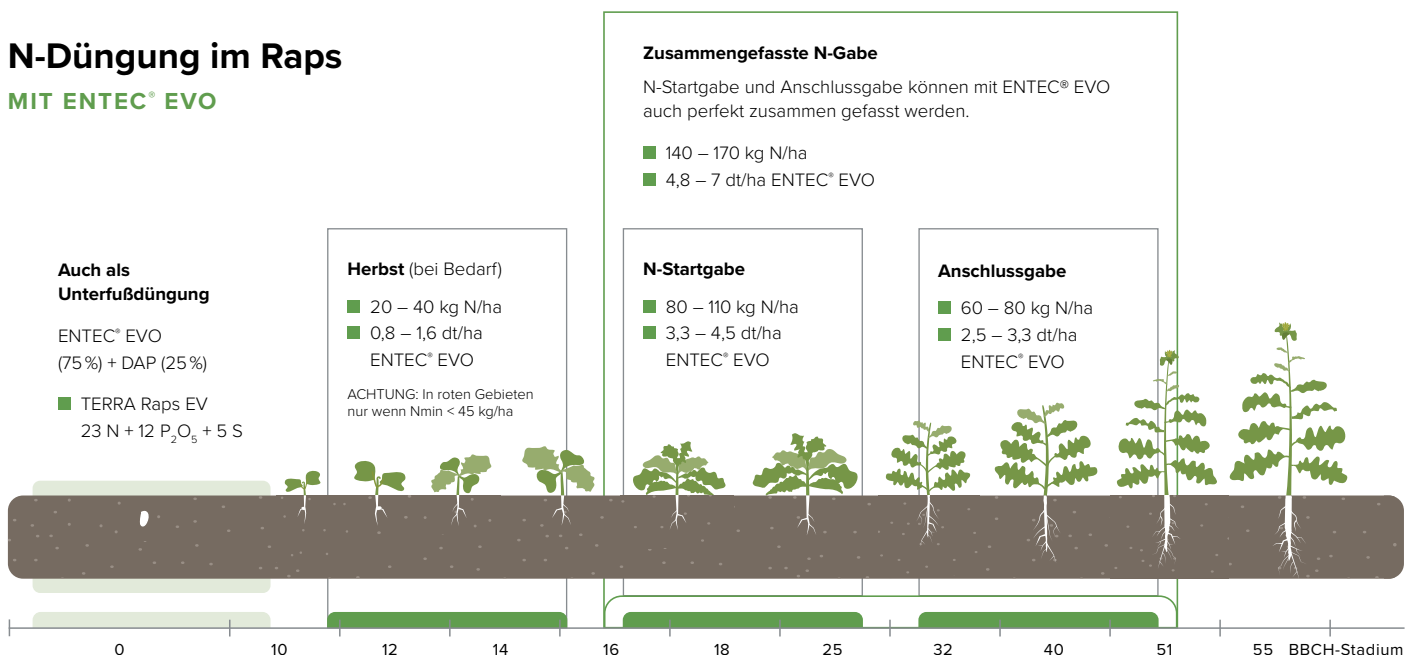 N-Düngung im Raps
MIT ENTEC® EVO
Zusammengefasste N-Gabe
N-Startgabe und Anschlussgabe können mit ENTEC® EVO
auch perfekt zusammen gefasst werden.
140 – 170 kg N/ha
4,8 – 7 dt/ha ENTEC® EVO
Auch als
Unterfußdüngung
ENTEC® EVO
(75 %) + DAP (25 %)
TERRA Raps EV
23 N + 12 P₂O₅ + 5 S
Herbst (bei Bedarf)
20 – 40 kg N/ha
0,8 – 1,6 dt/ha
ENTEC® EVO
ACHTUNG: In roten Gebieten
nur wenn Nmin < 45 kg/ha
N-Startgabe
80 – 110 kg N/ha
3,3 – 4,5 dt/ha
ENTEC® EVO
Anschlussgabe
60 – 80 kg N/ha
2,5 – 3,3 dt/ha
ENTEC® EVO
0 10 12 14 16 18 25 32 40 51 55 BBCH-Stadium